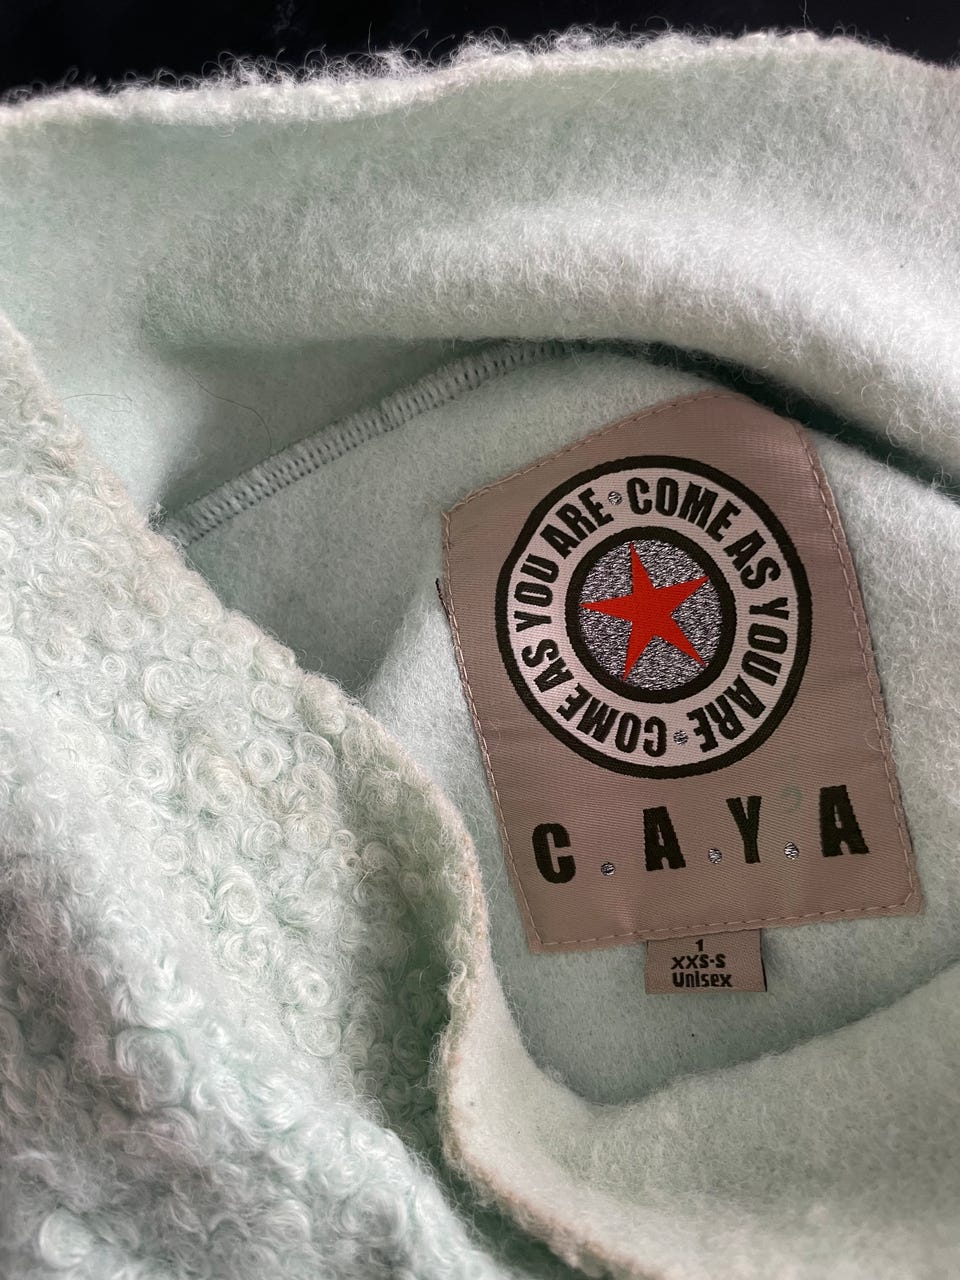 COME AS YOU ARE · COME AS YOU ARE ·
C.A.Y.A
1
XXS-S
Unisex